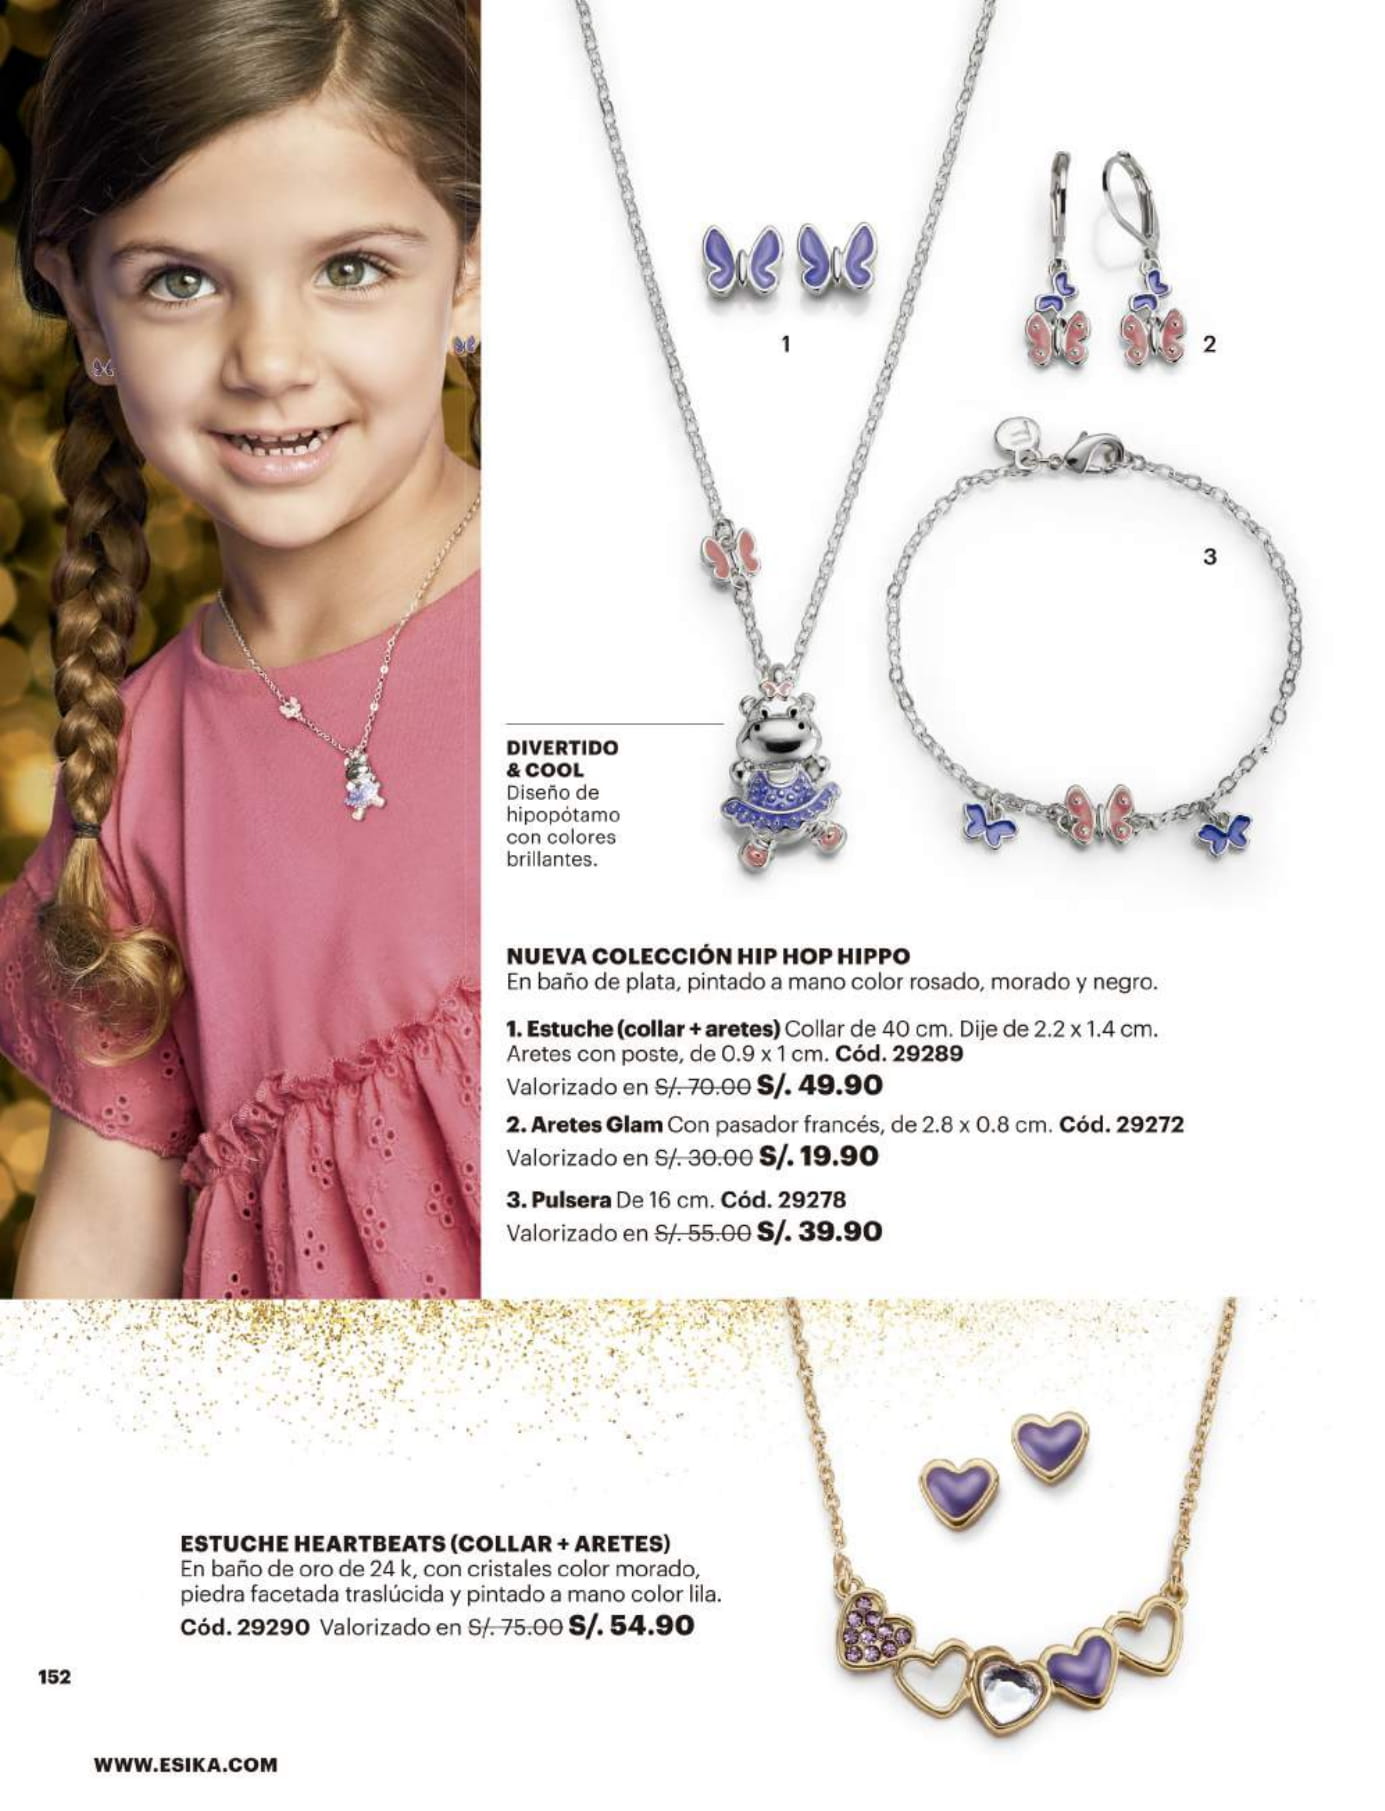 1
2
3
DIVERTIDO
& COOL
Diseño de
hipopótamo
con colores
brillantes.
NUEVA COLECCIÓN HIP HOP HIPPO
En baño de plata, pintado a mano color rosado, morado y negro.
1. Estuche (collar + aretes) Collar de 40 cm. Dije de 2.2 x 1.4 cm.
Aretes con poste, de 0.9 x 1 cm. Cód. 29289
Valorizado en S/. 70.00 S/. 49.90
2. Aretes Glam Con pasador francés, de 2.8 x 0.8 cm. Cód. 29272
Valorizado en S/. 30.00 S/. 19.90
3. Pulsera De 16 cm. Cód. 29278
Valorizado en S/. 55.00 S/. 39.90
ESTUCHE HEARTBEATS (COLLAR + ARETES)
En baño de oro de 24 k, con cristales color morado,
piedra facetada traslúcida y pintado a mano color lila.
Cód. 29290 Valorizado en S/. 75.00 S/. 54.90
152
WWW.ESIKA.COM